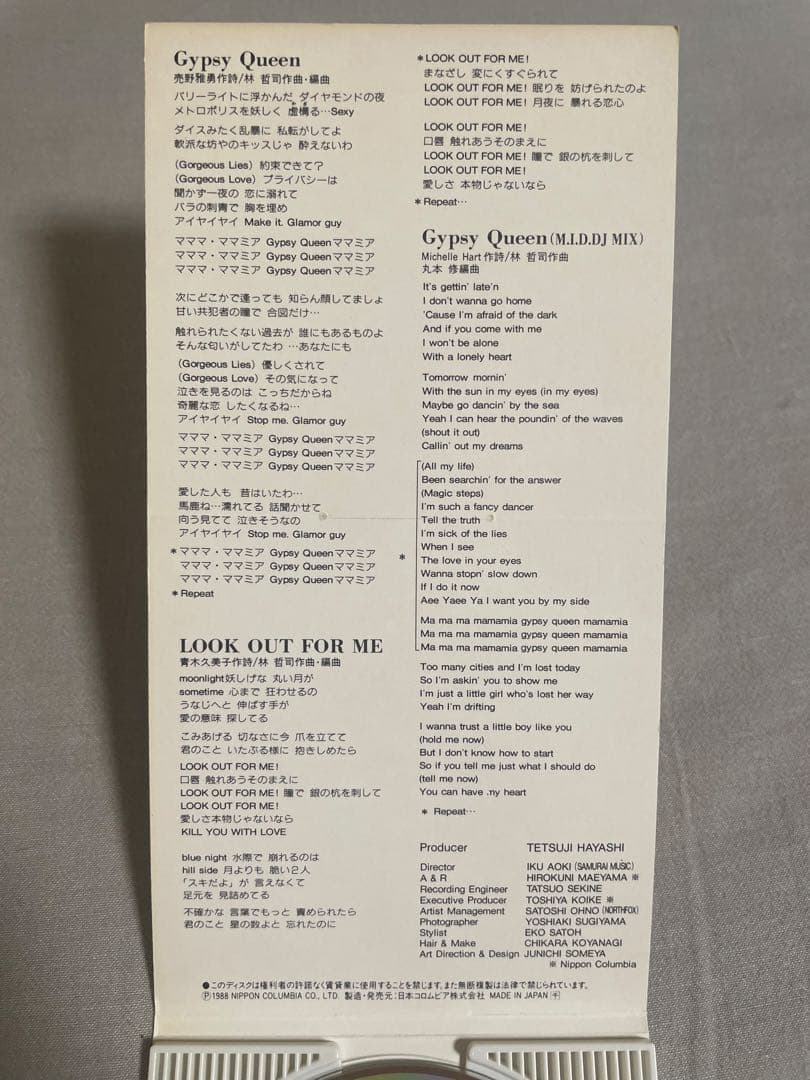 Gypsy Queen
売野雅勇作詩/林 哲司作曲・編曲
バリーライトに浮かんだ ダイヤモンドの夜
メトロポリスを妖しく 虚構る…Sexy
ダイスみたく乱暴に 私転がしてよ
軟派な坊やのキッスじゃ 酔えないわ
(Gorgeous Lies) 約束できて?
(Gorgeous Love) プライバシーは
聞かず一夜の 恋に溺れて
バラの刺青で 胸を埋め
アイヤイヤイ Make it. Glamor guy
マママ・ママミア Gypsy Queenママミア
マママ・ママミア Gypsy Queenママミア
マママ・ママミア Gypsy Queenママミア
次にどこかで逢っても 知らん顔してましょ
甘い共犯者の瞳で 合図だけ…
触れられたくない過去が 誰にもあるものよ
そんな匂いがしてたわ …あなたにも
(Gorgeous Lies) 優しくされて
(Gorgeous Love) その気になって
泣きを見るのは こっちだからね
奇麗な恋 したくなるね…
アイヤイヤイ Stop me. Glamor guy
マママ・ママミア Gypsy Queenママミア
マママ・ママミア Gypsy Queenママミア
マママ・ママミア Gypsy Queenママミア
愛した人も 昔はいたわ…
馬鹿ね…濡れてる 話聞かせて
向う見てて 泣きそうなの
アイヤイヤイ Stop me. Glamor guy
*マママ・ママミア Gypsy Queenママミア
マママ・ママミア Gypsy Queenママミア
マママ・ママミア Gypsy Queenママミア
*Repeat
LOOK OUT FOR ME
青木久美子作詩/林 哲司作曲・編曲
moonlight妖しげな 丸い月が
sometime 心まで 狂わせるの
うなじへと 伸ばす手が
愛の意味 探してる
こみあげる 切なさに今 爪を立てて
君のこと いたぶる様に 抱きしめたら
LOOK OUT FOR ME!
口唇 触れあうそのまえに
LOOK OUT FOR ME! 瞳で 銀の杭を刺して
LOOK OUT FOR ME!
愛しさ本物じゃないなら
KILL YOU WITH LOVE
blue night 水際で 崩れるのは
hill side 月よりも 脆い2人
「スキだよ」が 言えなくて
足元を 見詰めてる
不確かな 言葉でもっと 責められたら
君のこと 星の数よと 忘れたのに
*LOOK OUT FOR ME!
まなざし 変にくすぐられて
LOOK OUT FOR ME! 眠りを 妨げられたのよ
LOOK OUT FOR ME! 月夜に 暴れる恋心
LOOK OUT FOR ME!
口唇 触れあうそのまえに
LOOK OUT FOR ME! 瞳で 銀の杭を刺して
LOOK OUT FOR ME!
愛しさ 本物じゃないなら
*Repeat…
Gypsy Queen(M.I.D.DJ MIX)
Michelle Hart作詩/林 哲司作曲
丸本 修編曲
It's gettin' late'n
I don't wanna go home
'Cause I'm afraid of the dark
And if you come with me
I won't be alone
With a lonely heart
Tomorrow mornin'
With the sun in my eyes (in my eyes)
Maybe go dancin' by the sea
Yeah I can hear the poundin' of the waves
(shout it out)
Callin' out my dreams
(All my life)
Been searchin' for the answer
(Magic steps)
I'm such a fancy dancer
Tell the truth
I'm sick of the lies
When I see
*
The love in your eyes
Wanna stopn' slow down
If I do it now
Aee Yaee Ya I want you by my side
Ma ma ma mamamia gypsy queen mamamia
Ma ma ma mamamia gypsy queen mamamia
Ma ma ma mamamia gypsy queen mamamia
Too many cities and I'm lost today
So I'm askin' you to show me
I'm just a little girl who's lost her way
Yeah I'm drifting
I wanna trust a little boy like you
(hold me now)
But I don't know how to start
So if you tell me just what I should do
(tell me now)
You can have .ny heart
* Repeat…
Producer TETSUJI HAYASHI
Director IKU AOKI (SAMURAI MUSIC)
A & R HIROKUNI MAEYAMA ※
Recording Engineer TATSUO SEKINE
Executive Producer TOSHIYA KOIKE ※
Artist Management SATOSHI OHNO (NORTHFOX)
Photographer YOSHIAKI SUGIYAMA
Stylist EKO SATOH
Hair & Make CHIKARA KOYANAGI
Art Direction & Design JUNICHI SOMEYA
※ Nippon Columbia
●このディスクは権利者の許諾なく賃貸業に使用することを禁じます。また無断複製は法律で禁じられています。
Ⓟ1988 NIPPON COLUMBIA CO., LTD. 製造・発売元:日本コロムビア株式会社 MADE IN JAPAN